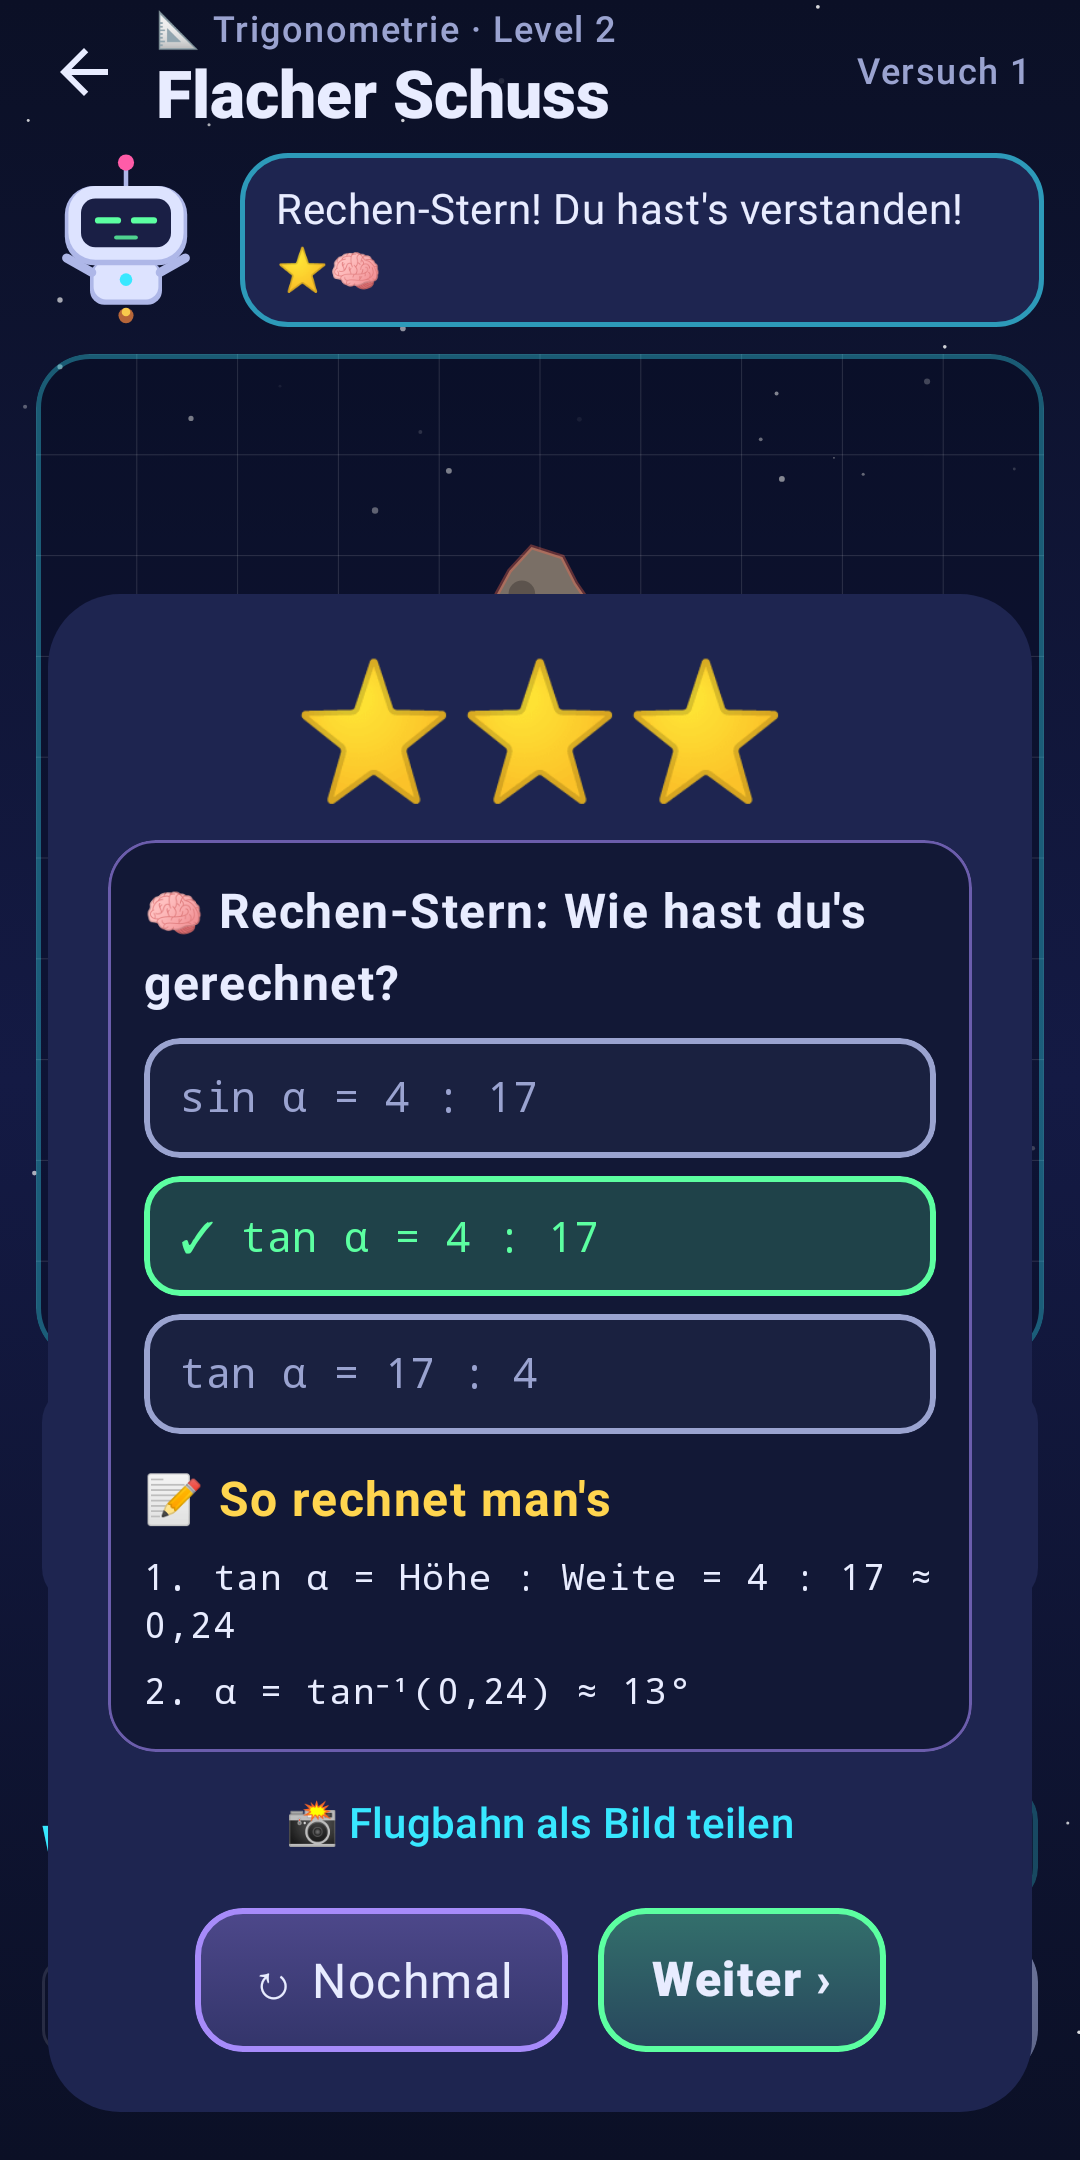 📐 Trigonometrie · Level 2
Flacher Schuss
Versuch 1
Rechen-Stern! Du hast's verstanden!
⭐🧠
🧠 Rechen-Stern: Wie hast du's
gerechnet?
sin α = 4 : 17
✓ tan α = 4 : 17
tan α = 17 : 4
📝 So rechnet man's
1. tan α = Höhe : Weite = 4 : 17 ≈
0,24
2. α = tan⁻¹(0,24) ≈ 13°
📸 Flugbahn als Bild teilen
↻ Nochmal
Weiter ›